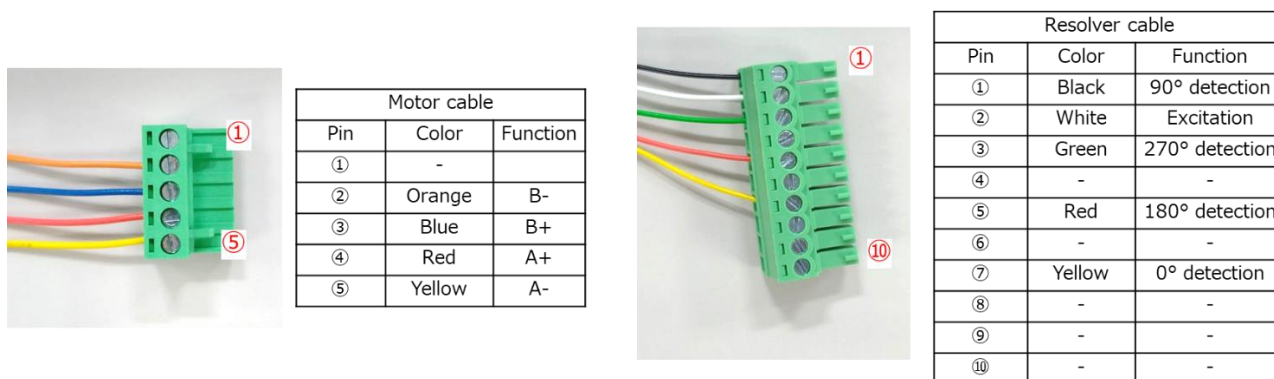 ①
⑤
Motor cable
Pin Color Function
① -
② Orange B-
③ Blue B+
④ Red A+
⑤ Yellow A-
①
⑩
Resolver cable
Pin Color Function
① Black 90° detection
② White Excitation
③ Green 270° detection
④ - -
⑤ Red 180° detection
⑥ - -
⑦ Yellow 0° detection
⑧ - -
⑨ - -
⑩ - -